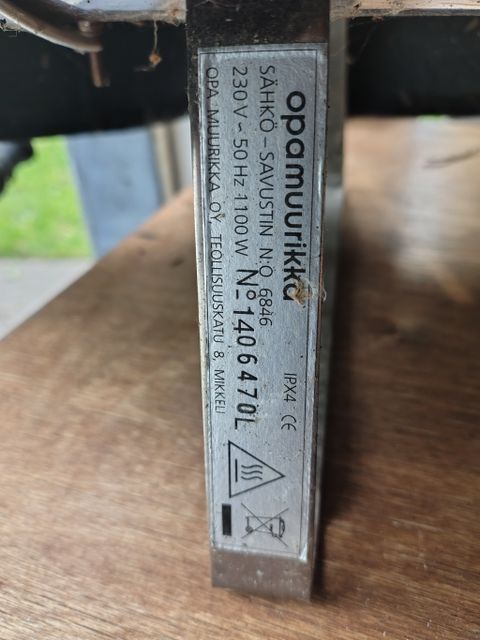 opamuurikka
SÄHKÖ - SAVUSTIN N:O 6846 IPX4 CE
230 V ~ 50 Hz 1100 W Nº 1406470L
OPA MUURIKKA OY, TEOLLISUUSKATU 8, MIKKELI